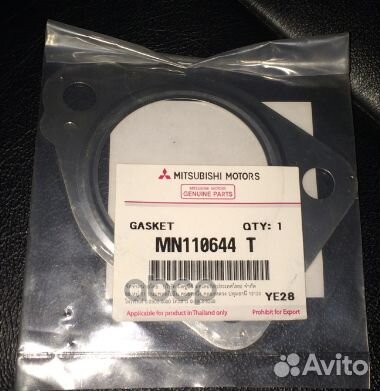 MITSUBISHI MOTORS
GENUINE PARTS
GASKET QTY: 1
MN110644 T
YE28
Applicable for product in Thailand only Prohibit for Export
Avito